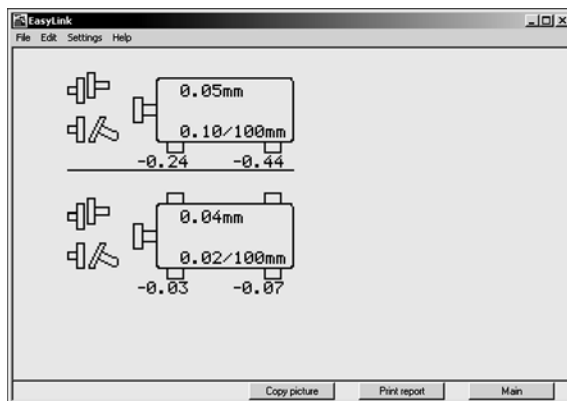 EasyLink
File Edit Settings Help
0.05mm
0.10/100mm
-0.24 -0.44
0.04mm
0.02/100mm
-0.03 -0.07
Copy picture Print report Main